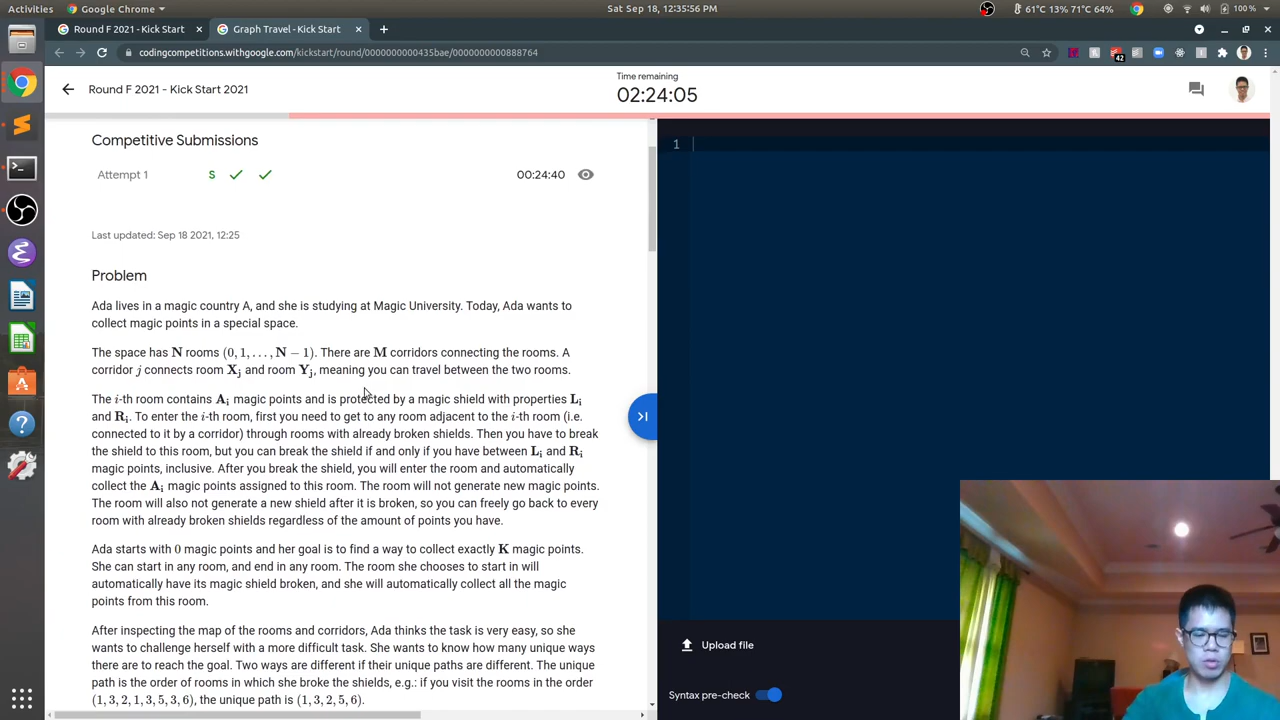 Activities
Google Chrome
Sat Sep 18, 12:35:56 PM
61°C 13% 71°C 64%
100 %
Round F 2021 - Kick Start
Graph Travel - Kick Start
codingcompetitions.withgoogle.com/kickstart/round/0000000000435bae/0000000000888764
42
Round F 2021 - Kick Start 2021
Time remaining
02:24:05
Competitive Submissions
Attempt 1 S 00:24:40
Last updated: Sep 18 2021, 12:25
Problem
Ada lives in a magic country A, and she is studying at Magic University. Today, Ada wants to
collect magic points in a special space.
The space has N rooms (0, 1, . . . , N − 1). There are M corridors connecting the rooms. A
corridor j connects room Xj and room Yj, meaning you can travel between the two rooms.
The i-th room contains Ai magic points and is protected by a magic shield with properties Li
and Ri. To enter the i-th room, first you need to get to any room adjacent to the i-th room (i.e.
connected to it by a corridor) through rooms with already broken shields. Then you have to break
the shield to this room, but you can break the shield if and only if you have between Li and Ri
magic points, inclusive. After you break the shield, you will enter the room and automatically
collect the Ai magic points assigned to this room. The room will not generate new magic points.
The room will also not generate a new shield after it is broken, so you can freely go back to every
room with already broken shields regardless of the amount of points you have.
Ada starts with 0 magic points and her goal is to find a way to collect exactly K magic points.
She can start in any room, and end in any room. The room she chooses to start in will
automatically have its magic shield broken, and she will automatically collect all the magic
points from this room.
After inspecting the map of the rooms and corridors, Ada thinks the task is very easy, so she
wants to challenge herself with a more difficult task. She wants to know how many unique ways
there are to reach the goal. Two ways are different if their unique paths are different. The unique
path is the order of rooms in which she broke the shields, e.g.: if you visit the rooms in the order
(1, 3, 2, 1, 3, 5, 3, 6), the unique path is (1, 3, 2, 5, 6).
1
Upload file
Syntax pre-check